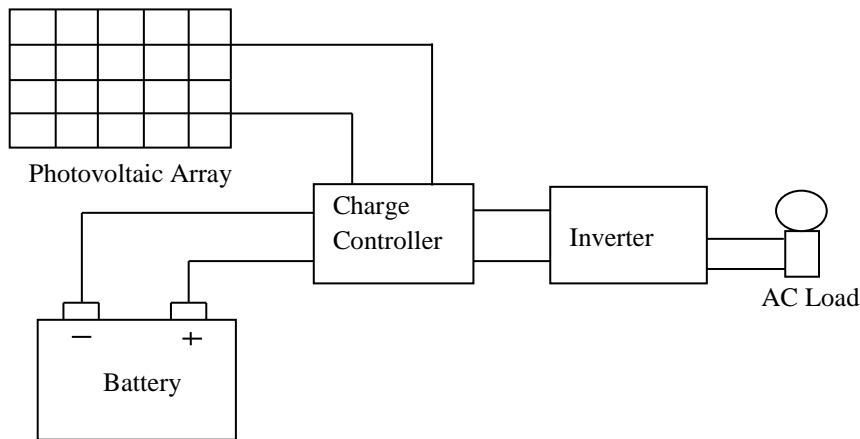 Photovoltaic Array
Charge
Controller
Inverter
AC Load
− +
Battery